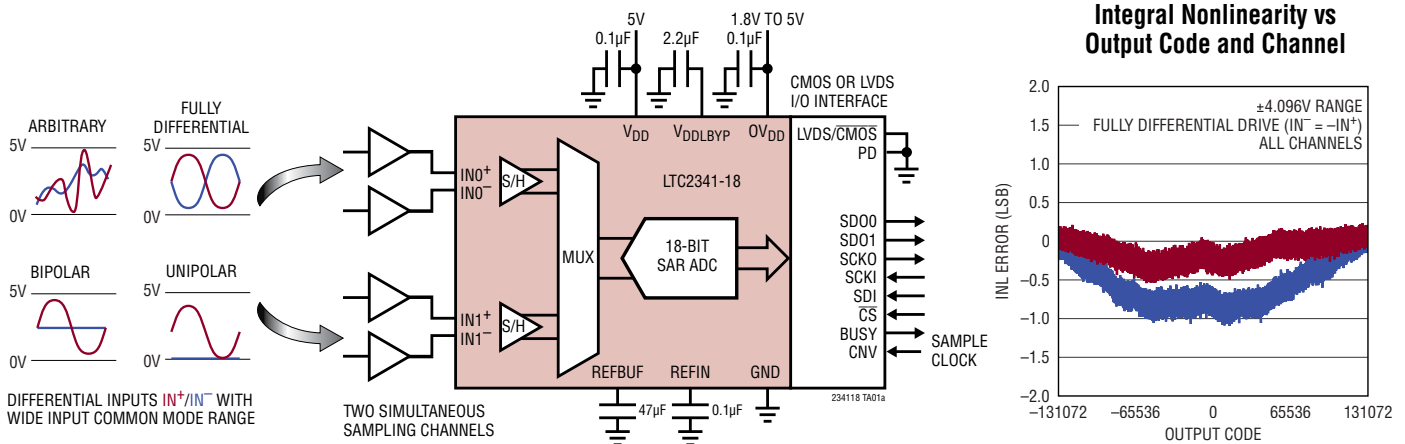 ARBITRARY
5V
0V
FULLY
DIFFERENTIAL
5V
0V
BIPOLAR
5V
0V
UNIPOLAR
5V
0V
DIFFERENTIAL INPUTS IN⁺/IN⁻ WITH
WIDE INPUT COMMON MODE RANGE
TWO SIMULTANEOUS
SAMPLING CHANNELS
5V
0.1µF
2.2µF
1.8V TO 5V
0.1µF
VDD
VDDLBYP
OVDD
LTC2341-18
IN0⁺
IN0⁻
S/H
IN1⁺
IN1⁻
S/H
MUX
18-BIT
SAR ADC
REFBUF
REFIN
GND
47µF
0.1µF
CMOS OR LVDS
I/O INTERFACE
LVDS/C̅M̅O̅S̅
PD
SDO0
SDO1
SCKO
SCKI
SDI
C̅S̅
BUSY
CNV
SAMPLE
CLOCK
234118 TA01a
Integral Nonlinearity vs
Output Code and Channel
±4.096V RANGE
FULLY DIFFERENTIAL DRIVE (IN⁻ = –IN⁺)
ALL CHANNELS
INL ERROR (LSB)
2.0
1.5
1.0
0.5
0
–0.5
–1.0
–1.5
–2.0
–131072
–65536
0
65536
131072
OUTPUT CODE